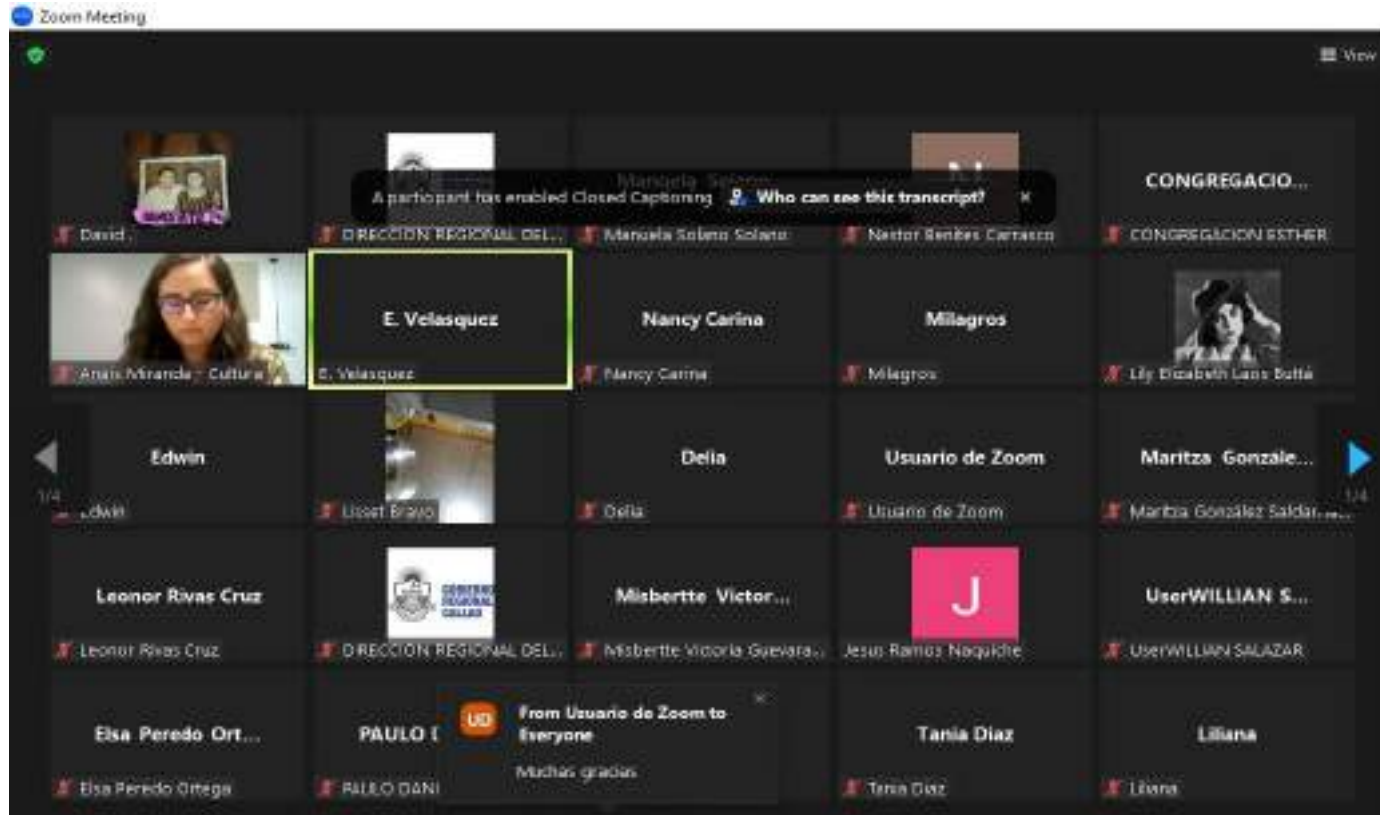 Zoom Meeting
View
A participant has enabled Closed Captioning
Who can see this transcript?
David
DIRECCION REGIONAL DEL...
Manuela Solano Solano
Nestor Benites Carrasco
CONGREGACIO...
CONGREGACION ESTHER
E. Velasquez
Nancy Carina
Milagros
Anais Miranda - Cultura
E. Velasquez
Nancy Carina
Milagros
Edwin
Delia
Usuario de Zoom
Maritza Gonzále...
1/4
1/4
Edwin
Lisset Bravo
Delia
Usuario de Zoom
Leonor Rivas Cruz
GOBIERNO
REGIONAL
CALLAO
Misbertte Victor...
J
UserWILLIAN S...
Leonor Rivas Cruz
DIRECCION REGIONAL DEL...
Misbertte Victoria Guevara...
Jesus Ramos Naquiche
UserWILLIAN SALAZAR
Elsa Peredo Ort...
PAULO
UD
From Usuario de Zoom to
Everyone
Muchas gracias
Tania Diaz
Liliana
Elsa Peredo Ortega
PAULO DANI
Tania Diaz
Liliana